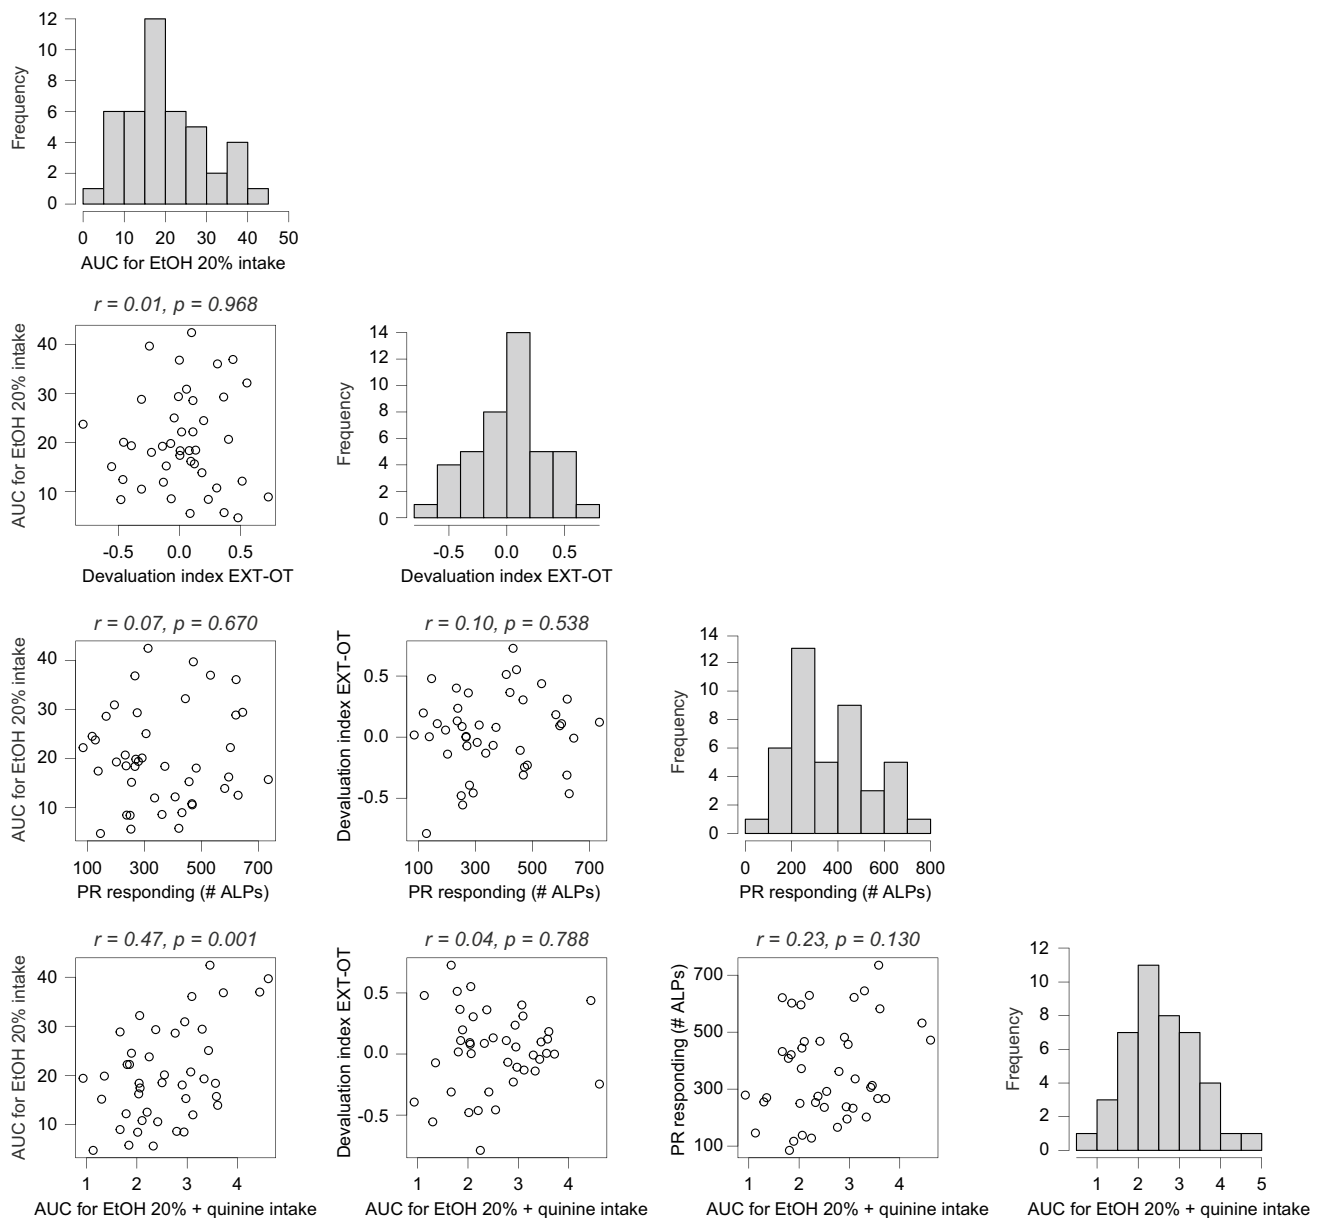 12
10
8
6
4
2
0
Frequency
0 10 20 30 40 50
AUC for EtOH 20% intake
r = 0.01, p = 0.968
40
30
20
10
AUC for EtOH 20% intake
-0.5 0.0 0.5
Devaluation index EXT-OT
14
12
10
8
6
4
2
0
Frequency
-0.5 0.0 0.5
Devaluation index EXT-OT
r = 0.07, p = 0.670
40
30
20
10
AUC for EtOH 20% intake
100 300 500 700
PR responding (# ALPs)
r = 0.10, p = 0.538
0.5
0.0
-0.5
Devaluation index EXT-OT
100 300 500 700
PR responding (# ALPs)
14
12
10
8
6
4
2
0
Frequency
0 200 400 600 800
PR responding (# ALPs)
r = 0.47, p = 0.001
40
30
20
10
AUC for EtOH 20% intake
1 2 3 4
AUC for EtOH 20% + quinine intake
r = 0.04, p = 0.788
0.5
0.0
-0.5
Devaluation index EXT-OT
1 2 3 4
AUC for EtOH 20% + quinine intake
r = 0.23, p = 0.130
700
500
300
100
PR responding (# ALPs)
1 2 3 4
AUC for EtOH 20% + quinine intake
12
10
8
6
4
2
0
Frequency
1 2 3 4 5
AUC for EtOH 20% + quinine intake